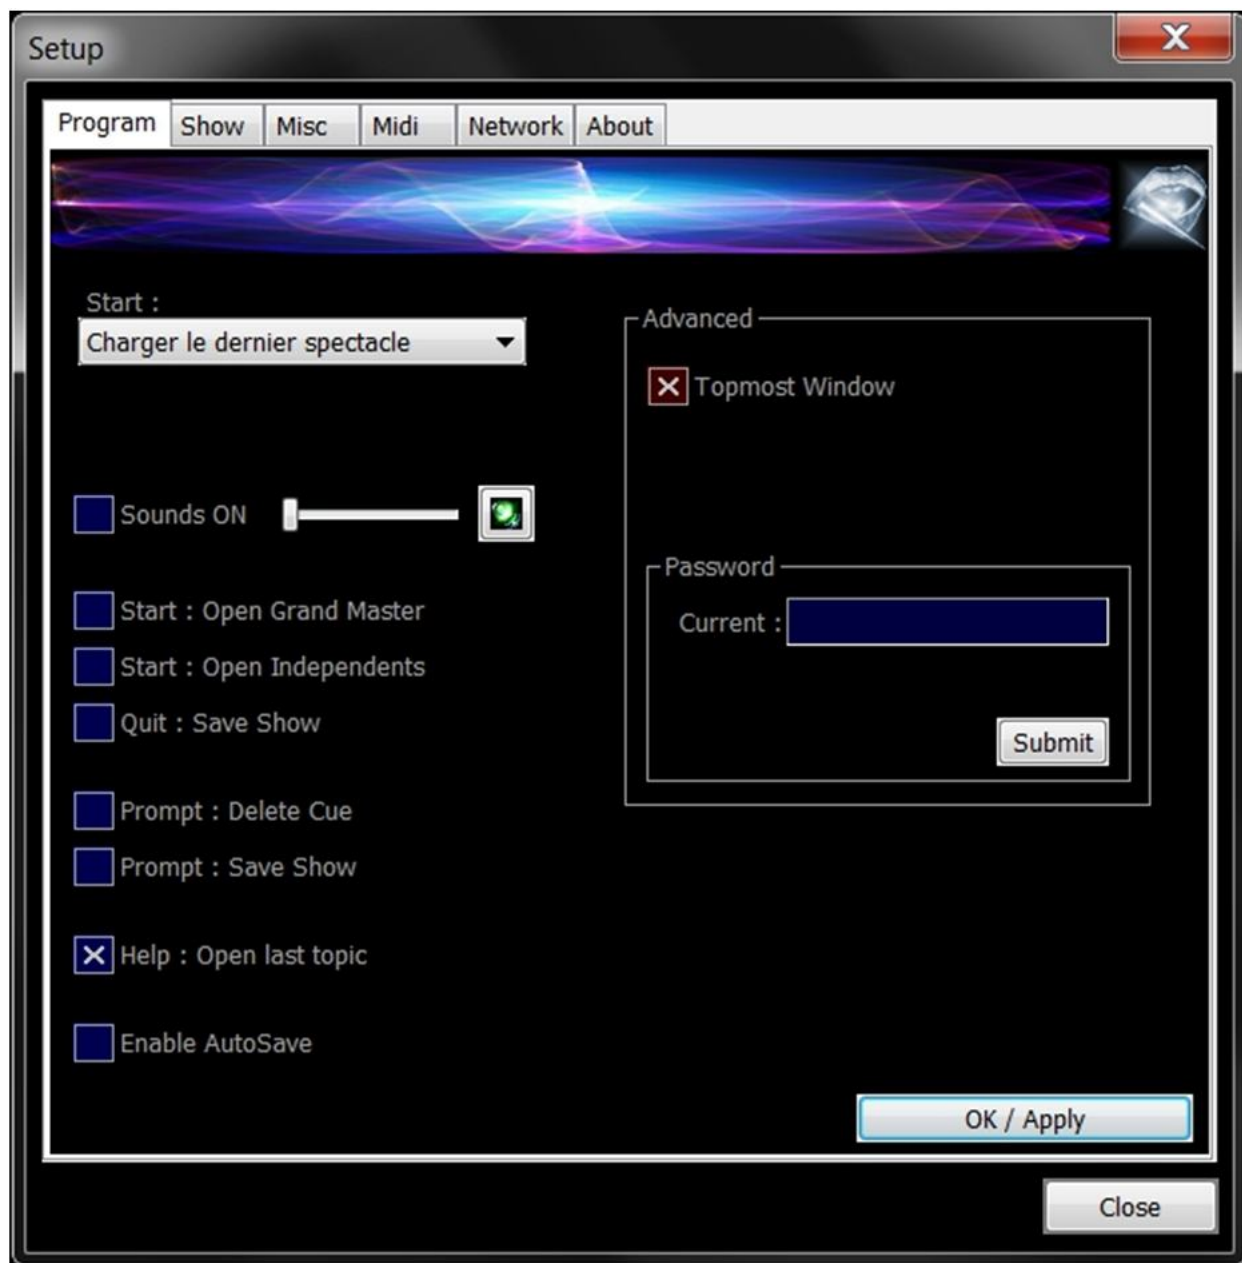 Setup
Program Show Misc Midi Network About
Start :
Charger le dernier spectacle
Sounds ON
Start : Open Grand Master
Start : Open Independents
Quit : Save Show
Prompt : Delete Cue
Prompt : Save Show
Help : Open last topic
Enable AutoSave
Advanced
Topmost Window
Password
Current :
Submit
OK / Apply
Close